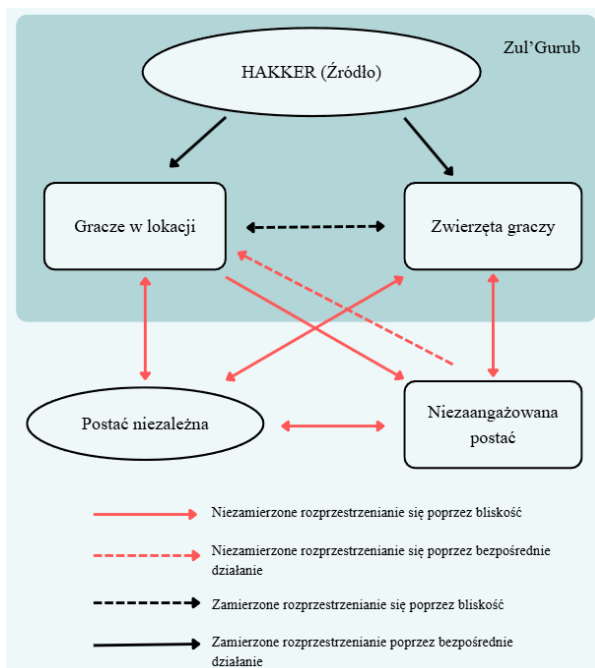 Zul’Gurub
HAKKER (Źródło)
Gracze w lokacji
Zwierzęta graczy
Postać niezależna
Niezaangażowana
postać
Niezamierzone rozprzestrzenianie się poprzez bliskość
Niezamierzone rozprzestrzenianie się poprzez bezpośrednie
działanie
Zamierzone rozprzestrzenianie się poprzez bliskość
Zamierzone rozprzestrzenianie poprzez bezpośrednie
działanie